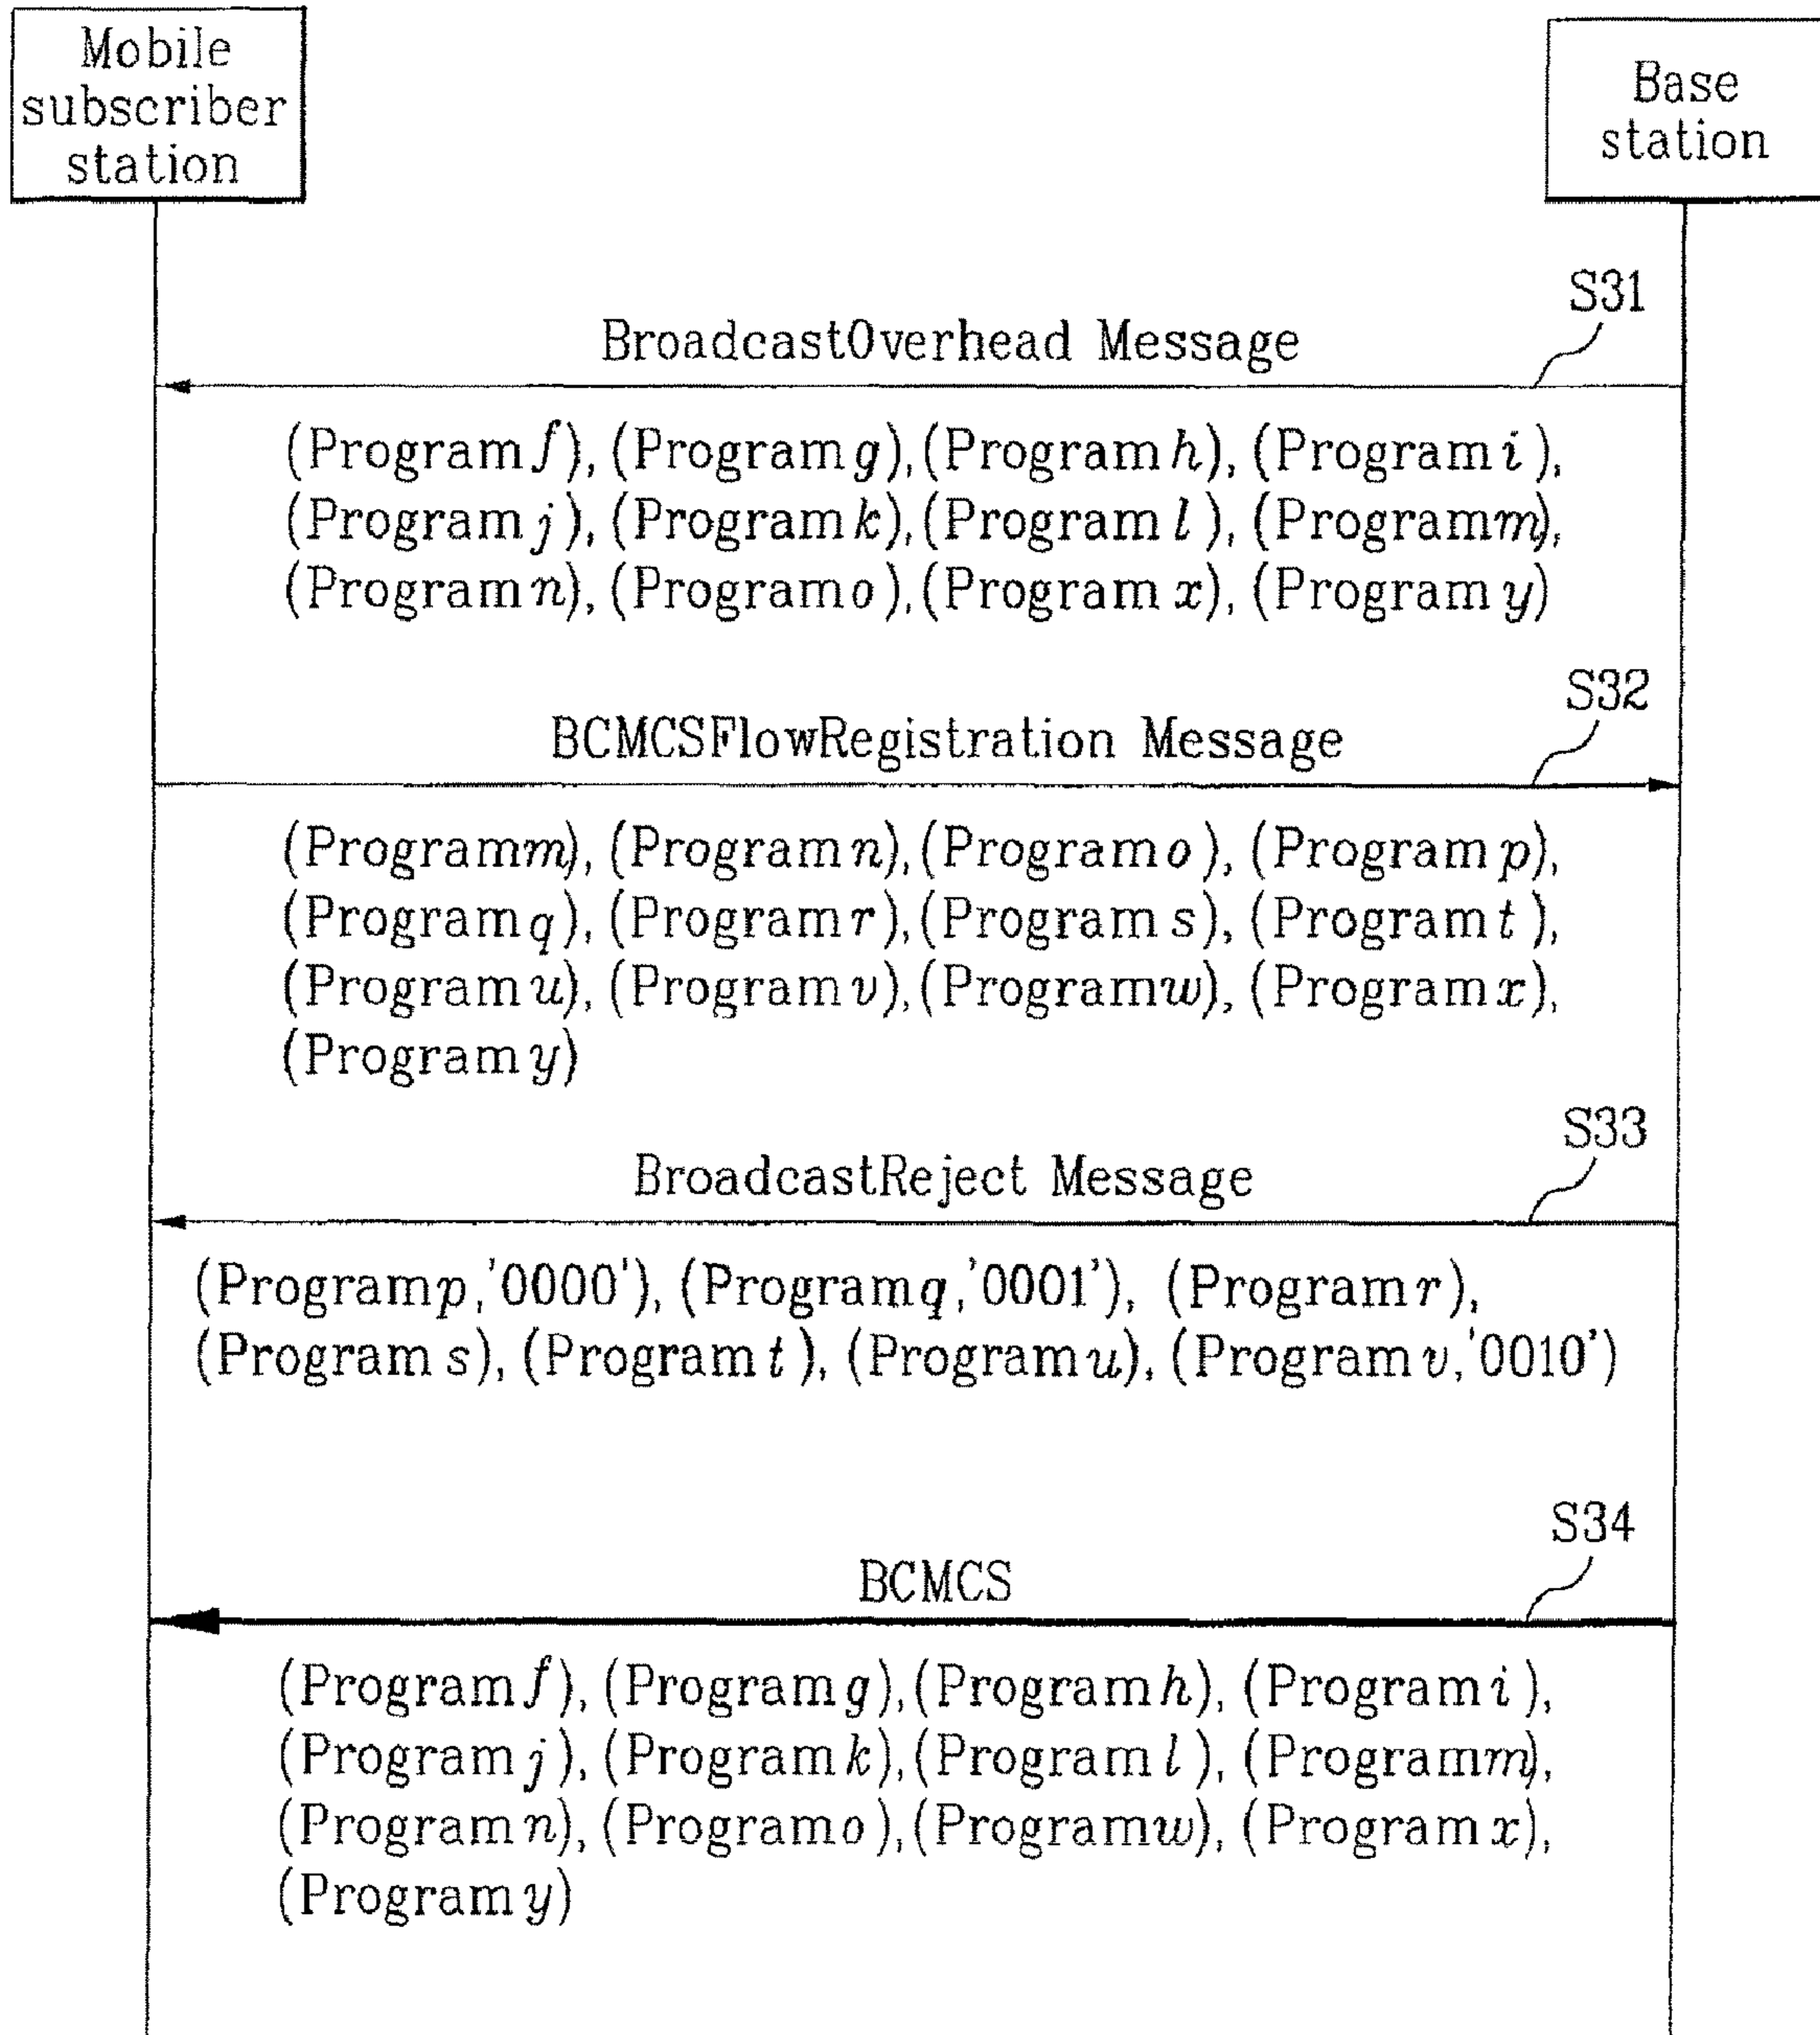 Mobile
subscriber
station
Base
station
S31
BroadcastOverhead Message
(Program f), (Program g), (Program h), (Program i),
(Program j), (Program k), (Program l), (Program m),
(Program n), (Program o), (Program x), (Program y)
S32
BCMCSFlowRegistration Message
(Program m), (Program n), (Program o), (Program p),
(Program q), (Program r), (Program s), (Program t),
(Program u), (Program v), (Program w), (Program x),
(Program y)
S33
BroadcastReject Message
(Program p,'0000'), (Program q,'0001'), (Program r),
(Program s), (Program t), (Program u), (Program v,'0010')
S34
BCMCS
(Program f), (Program g), (Program h), (Program i),
(Program j), (Program k), (Program l), (Program m),
(Program n), (Program o), (Program w), (Program x),
(Program y)